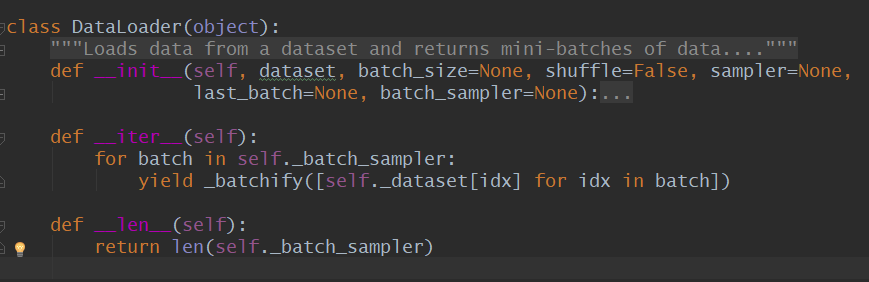 class DataLoader(object):
    """Loads data from a dataset and returns mini-batches of data...."""
    def __init__(self, dataset, batch_size=None, shuffle=False, sampler=None,
                 last_batch=None, batch_sampler=None):...

    def __iter__(self):
        for batch in self._batch_sampler:
            yield _batchify([self._dataset[idx] for idx in batch])

    def __len__(self):
        return len(self._batch_sampler)